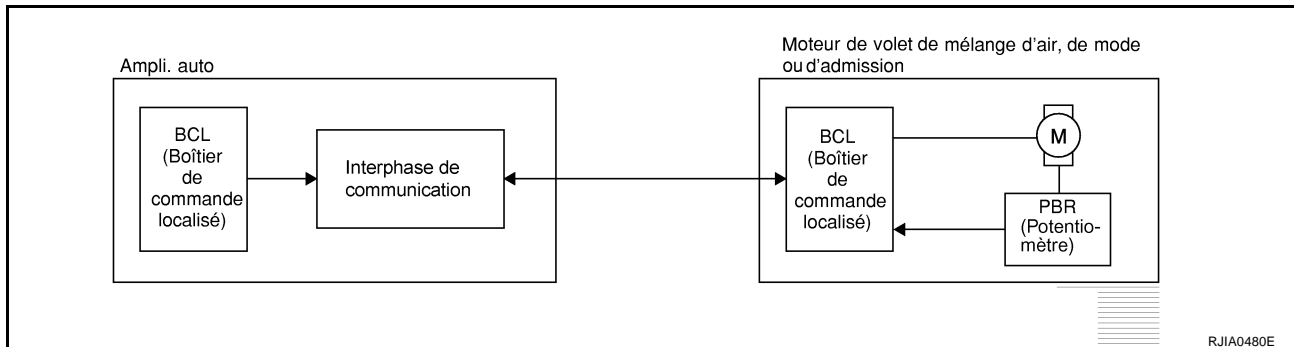 Ampli. auto
BCL
(Boîtier
de
commande
localisé)
Interphase de
communication
Moteur de volet de mélange d'air, de mode
ou d'admission
BCL
(Boîtier
de
commande
localisé)
M
PBR
(Potentio-
mètre)
RJIA0480E